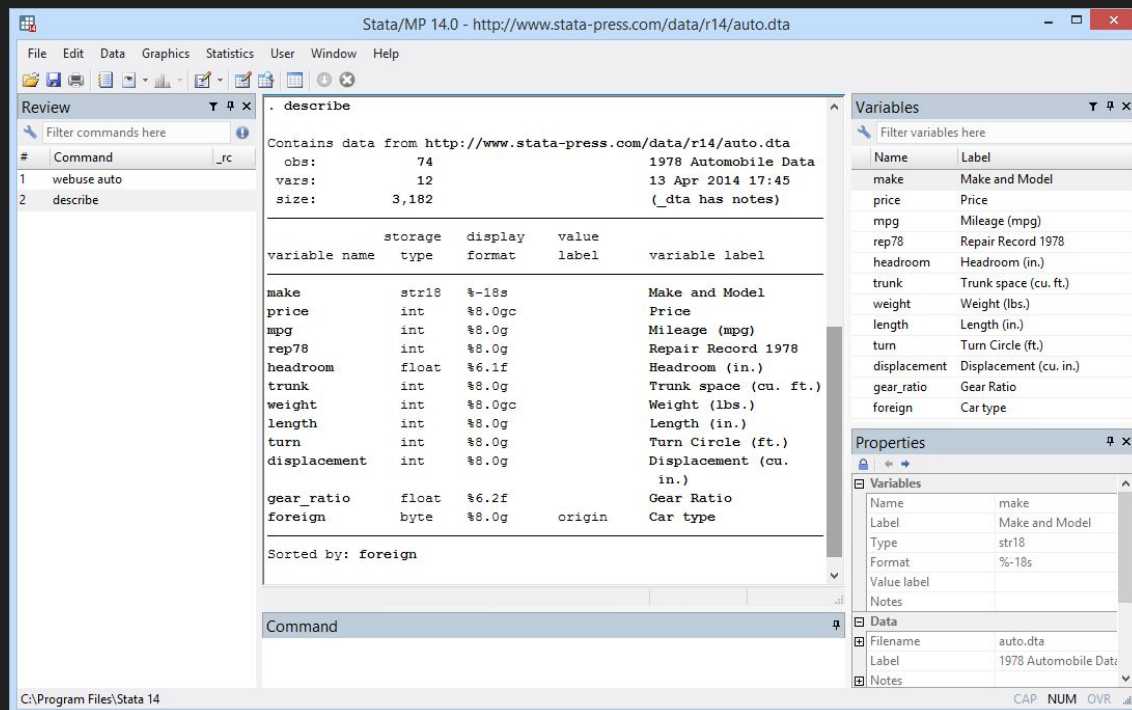 Stata/MP 14.0 - http://www.stata-press.com/data/r14/auto.dta
File Edit Data Graphics Statistics User Window Help
Review
Filter commands here
# Command _rc
1 webuse auto
2 describe
. describe
Contains data from http://www.stata-press.com/data/r14/auto.dta
obs: 74 1978 Automobile Data
vars: 12 13 Apr 2014 17:45
size: 3,182 (_dta has notes)
storage display value
variable name type format label variable label
make str18 %-18s Make and Model
price int %8.0gc Price
mpg int %8.0g Mileage (mpg)
rep78 int %8.0g Repair Record 1978
headroom float %6.1f Headroom (in.)
trunk int %8.0g Trunk space (cu. ft.)
weight int %8.0gc Weight (lbs.)
length int %8.0g Length (in.)
turn int %8.0g Turn Circle (ft.)
displacement int %8.0g Displacement (cu.
in.)
gear_ratio float %6.2f Gear Ratio
foreign byte %8.0g origin Car type
Sorted by: foreign
Command
Variables
Filter variables here
Name Label
make Make and Model
price Price
mpg Mileage (mpg)
rep78 Repair Record 1978
headroom Headroom (in.)
trunk Trunk space (cu. ft.)
weight Weight (lbs.)
length Length (in.)
turn Turn Circle (ft.)
displacement Displacement (cu. in.)
gear_ratio Gear Ratio
foreign Car type
Properties
Variables
Name make
Label Make and Model
Type str18
Format %-18s
Value label
Notes
Data
Filename auto.dta
Label 1978 Automobile Data
Notes
C:\Program Files\Stata 14
CAP NUM OVR